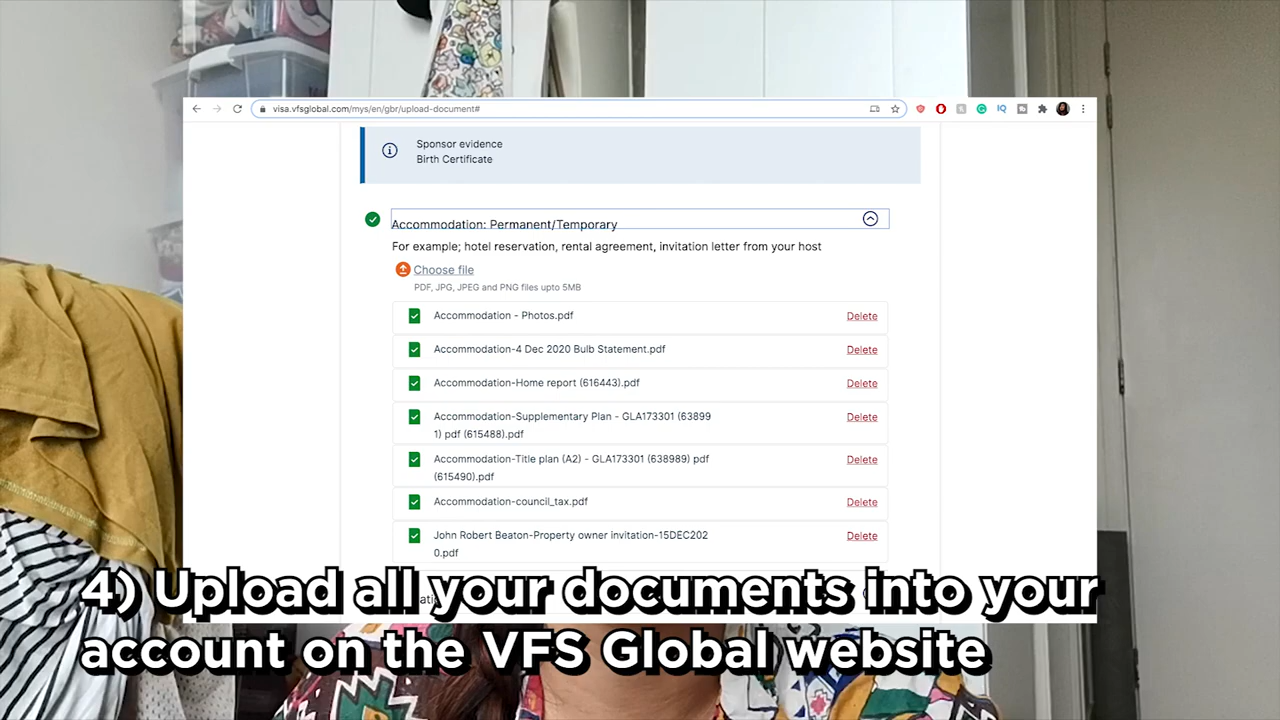 visa.vfsglobal.com/mys/en/gbr/upload-document#
Sponsor evidence
Birth Certificate
Accommodation: Permanent/Temporary
For example; hotel reservation, rental agreement, invitation letter from your host
Choose file
PDF, JPG, JPEG and PNG files upto 5MB
Accommodation - Photos.pdf Delete
Accommodation-4 Dec 2020 Bulb Statement.pdf Delete
Accommodation-Home report (616443).pdf Delete
Accommodation-Supplementary Plan - GLA173301 (63899 Delete
1) pdf (615488).pdf
Accommodation-Title plan (A2) - GLA173301 (638989) pdf Delete
(615490).pdf
Accommodation-council_tax.pdf Delete
John Robert Beaton-Property owner invitation-15DEC202 Delete
0.pdf
4) Upload all your documents into your
account on the VFS Global website